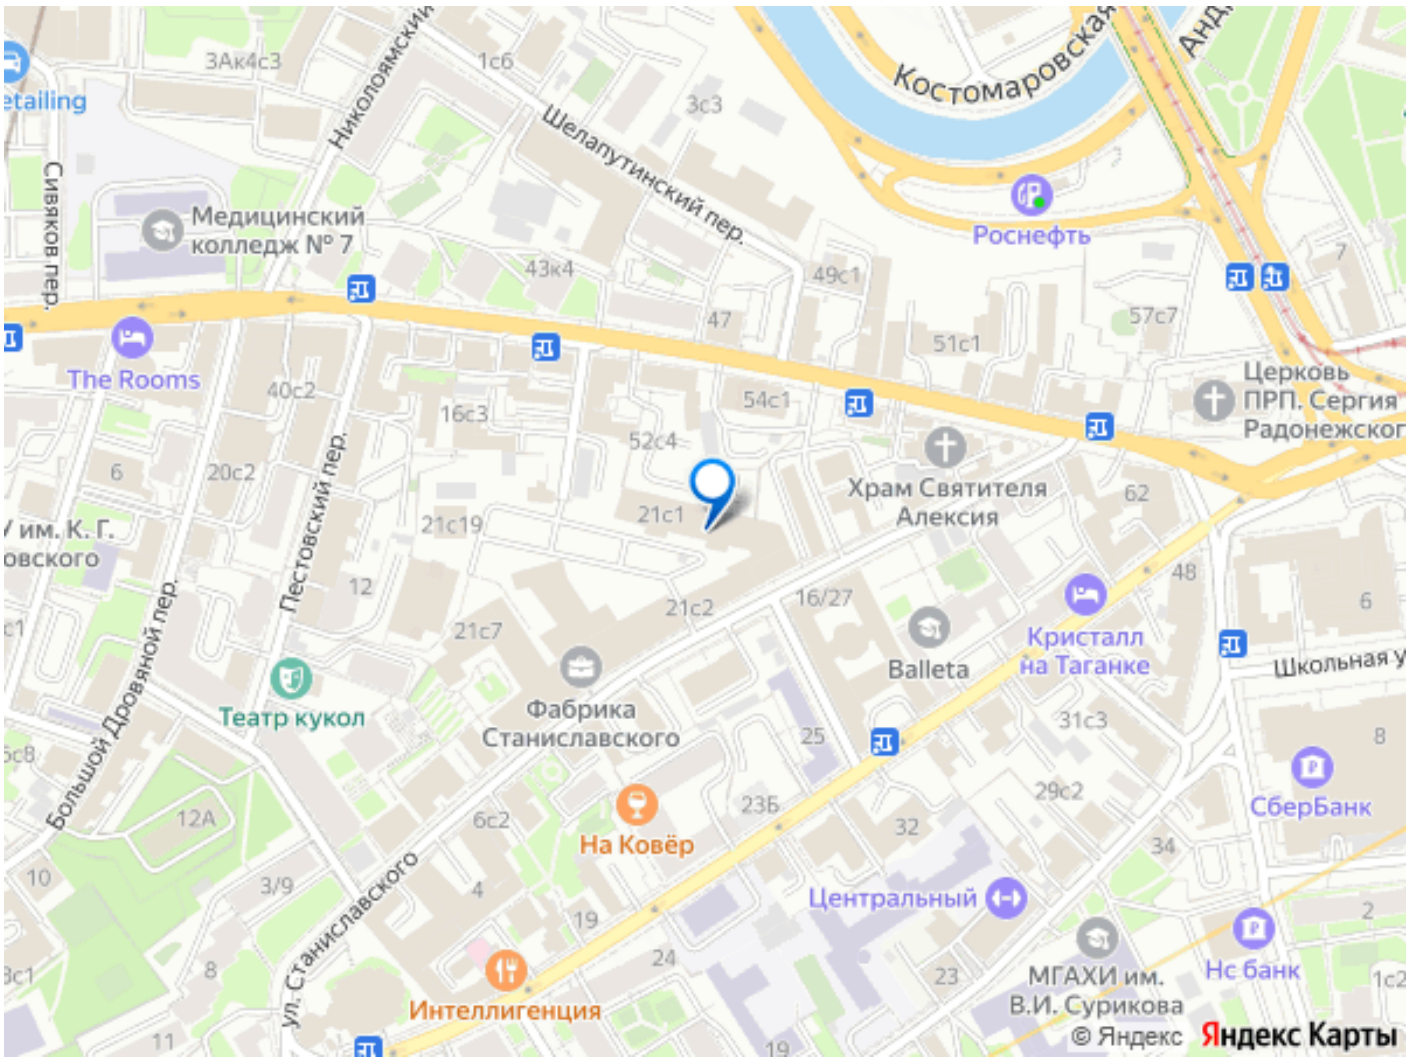 3Ак4с3
1с6
Николоямский
Костомаровская
etailing
3с3
Шелапутинский пер.
Сивяков пер.
Медицинский
колледж № 7
Роснефть
43к4
49с1
7
47
57с7
51с1
The Rooms
40с2
16с3
54с1
Церковь
ПРП. Сергия
Радонежског
52с4
6
20с2
Храм Святителя
Алексия
62
21с1
21с19
У им. К. Г.
овского
Пестовский пер.
12
48
6
21с2
16/27
21с7
с1
Balleta
Кристалл
на Таганке
Школьная у
Большой Дровяной пер.
Театр кукол
Фабрика
Станиславского
25
31с3
8
5с8
29с2
СберБанк
12А
6с2
23Б
На Ковёр
32
34
10
3/9
4
Центральный
2
19
ул. Станиславского
8
24
23
3с1
Интеллигенция
МГАХИ им.
В.И. Сурикова
Нс банк
1с2
11
19
© Яндекс Яндекс Карты